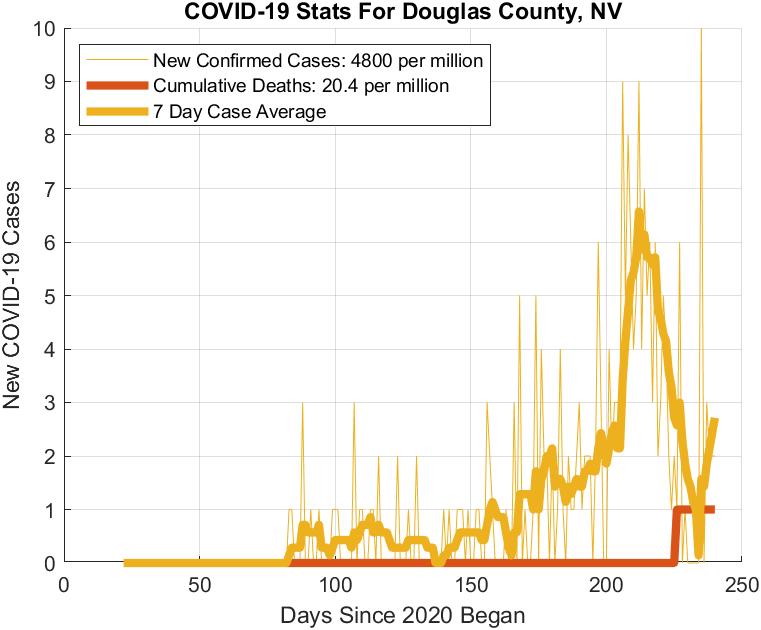 COVID-19 Stats For Douglas County, NV
New Confirmed Cases: 4800 per million
Cumulative Deaths: 20.4 per million
7 Day Case Average
New COVID-19 Cases
10
9
8
7
6
5
4
3
2
1
0
0 50 100 150 200 250
Days Since 2020 Began